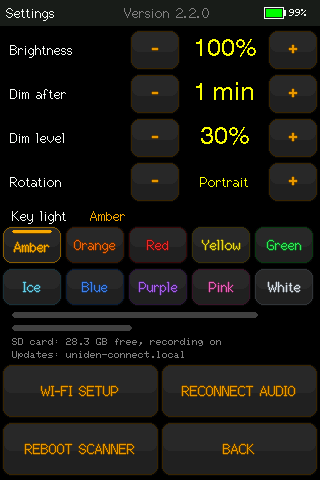 Settings Version 2.2.0 99%
Brightness - 100% +
Dim after - 1 min +
Dim level - 30% +
Rotation - Portrait +
Key light Amber
Amber Orange Red Yellow Green
Ice Blue Purple Pink White
SD card: 28.3 GB free, recording on
Updates: uniden-connect.local
WI-FI SETUP RECONNECT AUDIO
REBOOT SCANNER BACK